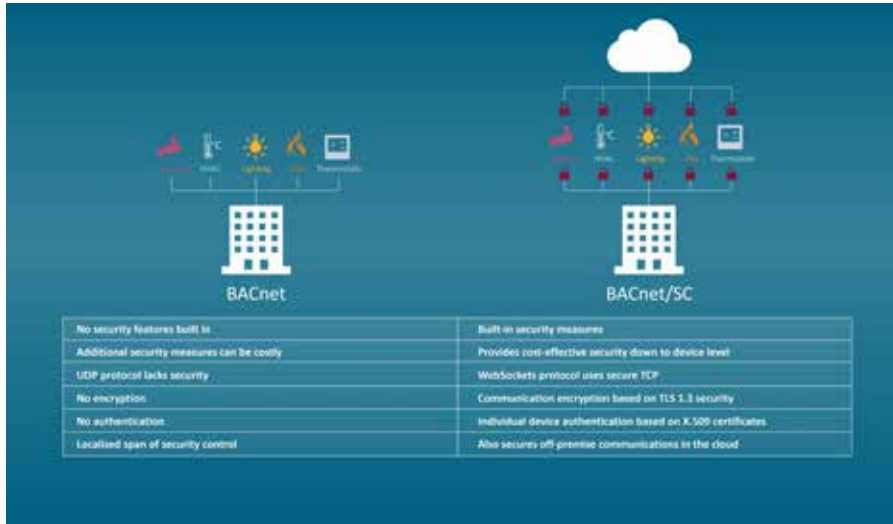 °C
°C
HVAC Lighting Fire Thermostats
HVAC Lighting Fire Thermostats
BACnet
BACnet/SC
No security features built in
Built-in security measures
Additional security measures can be costly
Provides cost-effective security down to device level
UDP protocol lacks security
WebSockets protocol uses secure TCP
No encryption
Communication encryption based on TLS 1.3 security
No authentication
Individual device authentication based on X.509 certificates
Localised span of security control
Also secures off-premise communications in the cloud